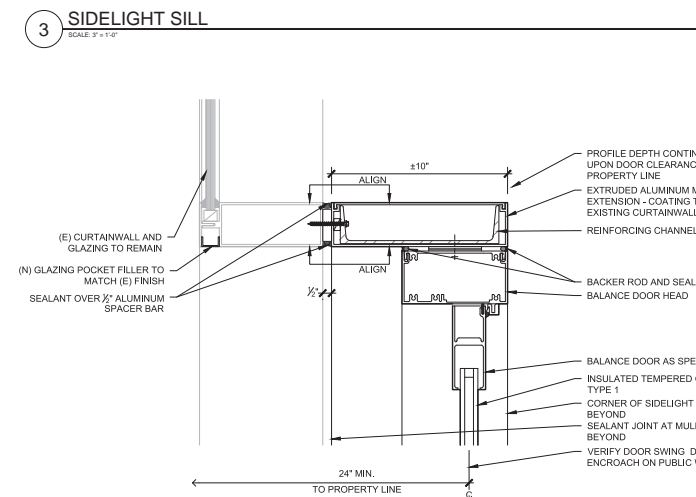 3
SIDELIGHT SILL
SCALE: 3" = 1'-0"
±10"
ALIGN
ALIGN
½"
(E) CURTAINWALL AND
GLAZING TO REMAIN
(N) GLAZING POCKET FILLER TO
MATCH (E) FINISH
SEALANT OVER ½" ALUMINUM
SPACER BAR
PROFILE DEPTH CONTIN
UPON DOOR CLEARANC
PROPERTY LINE
EXTRUDED ALUMINUM M
EXTENSION - COATING T
EXISTING CURTAINWALL
REINFORCING CHANNEL
BACKER ROD AND SEAL
BALANCE DOOR HEAD
BALANCE DOOR AS SPE
INSULATED TEMPERED
TYPE 1
CORNER OF SIDELIGHT
BEYOND
SEALANT JOINT AT MUL
BEYOND
VERIFY DOOR SWING D
ENCROACH ON PUBLIC
24" MIN.
TO PROPERTY LINE